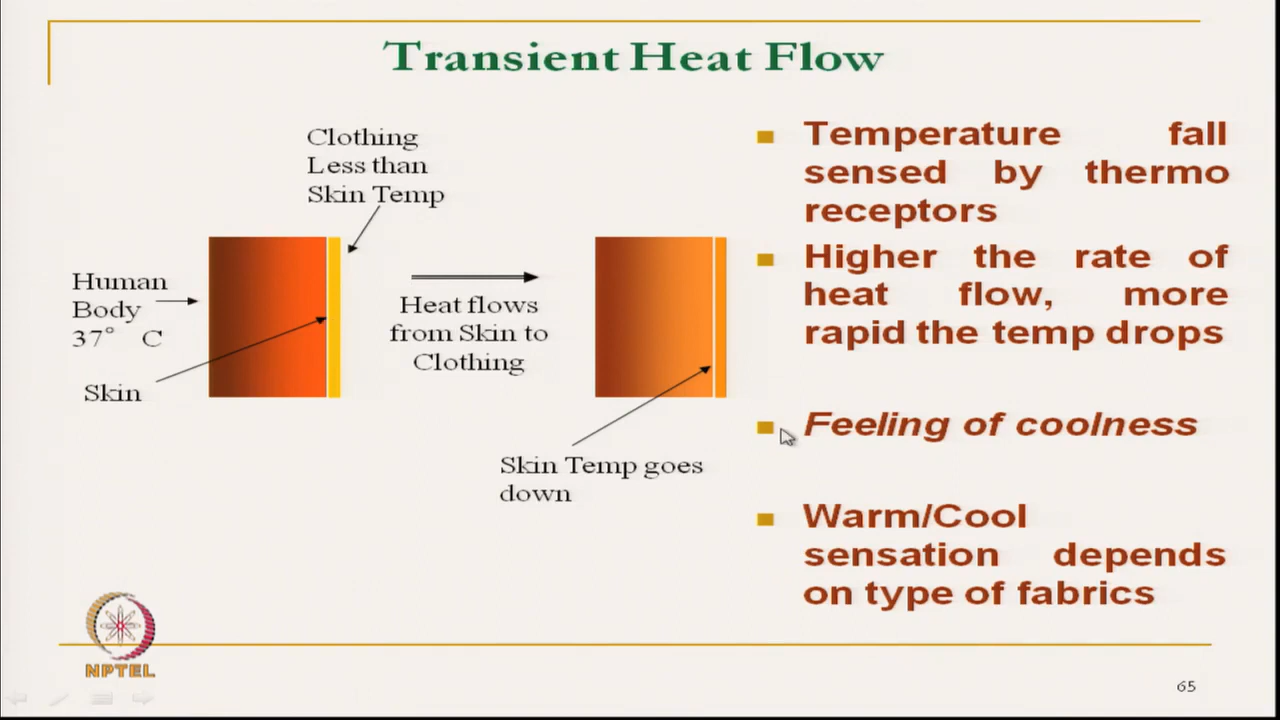 Transient Heat Flow
Clothing
Less than
Skin Temp
Human
Body
37° C
Skin
Heat flows
from Skin to
Clothing
Skin Temp goes
down
Temperature fall
sensed by thermo
receptors
Higher the rate of
heat flow, more
rapid the temp drops
Feeling of coolness
Warm/Cool
sensation depends
on type of fabrics
NPTEL
65